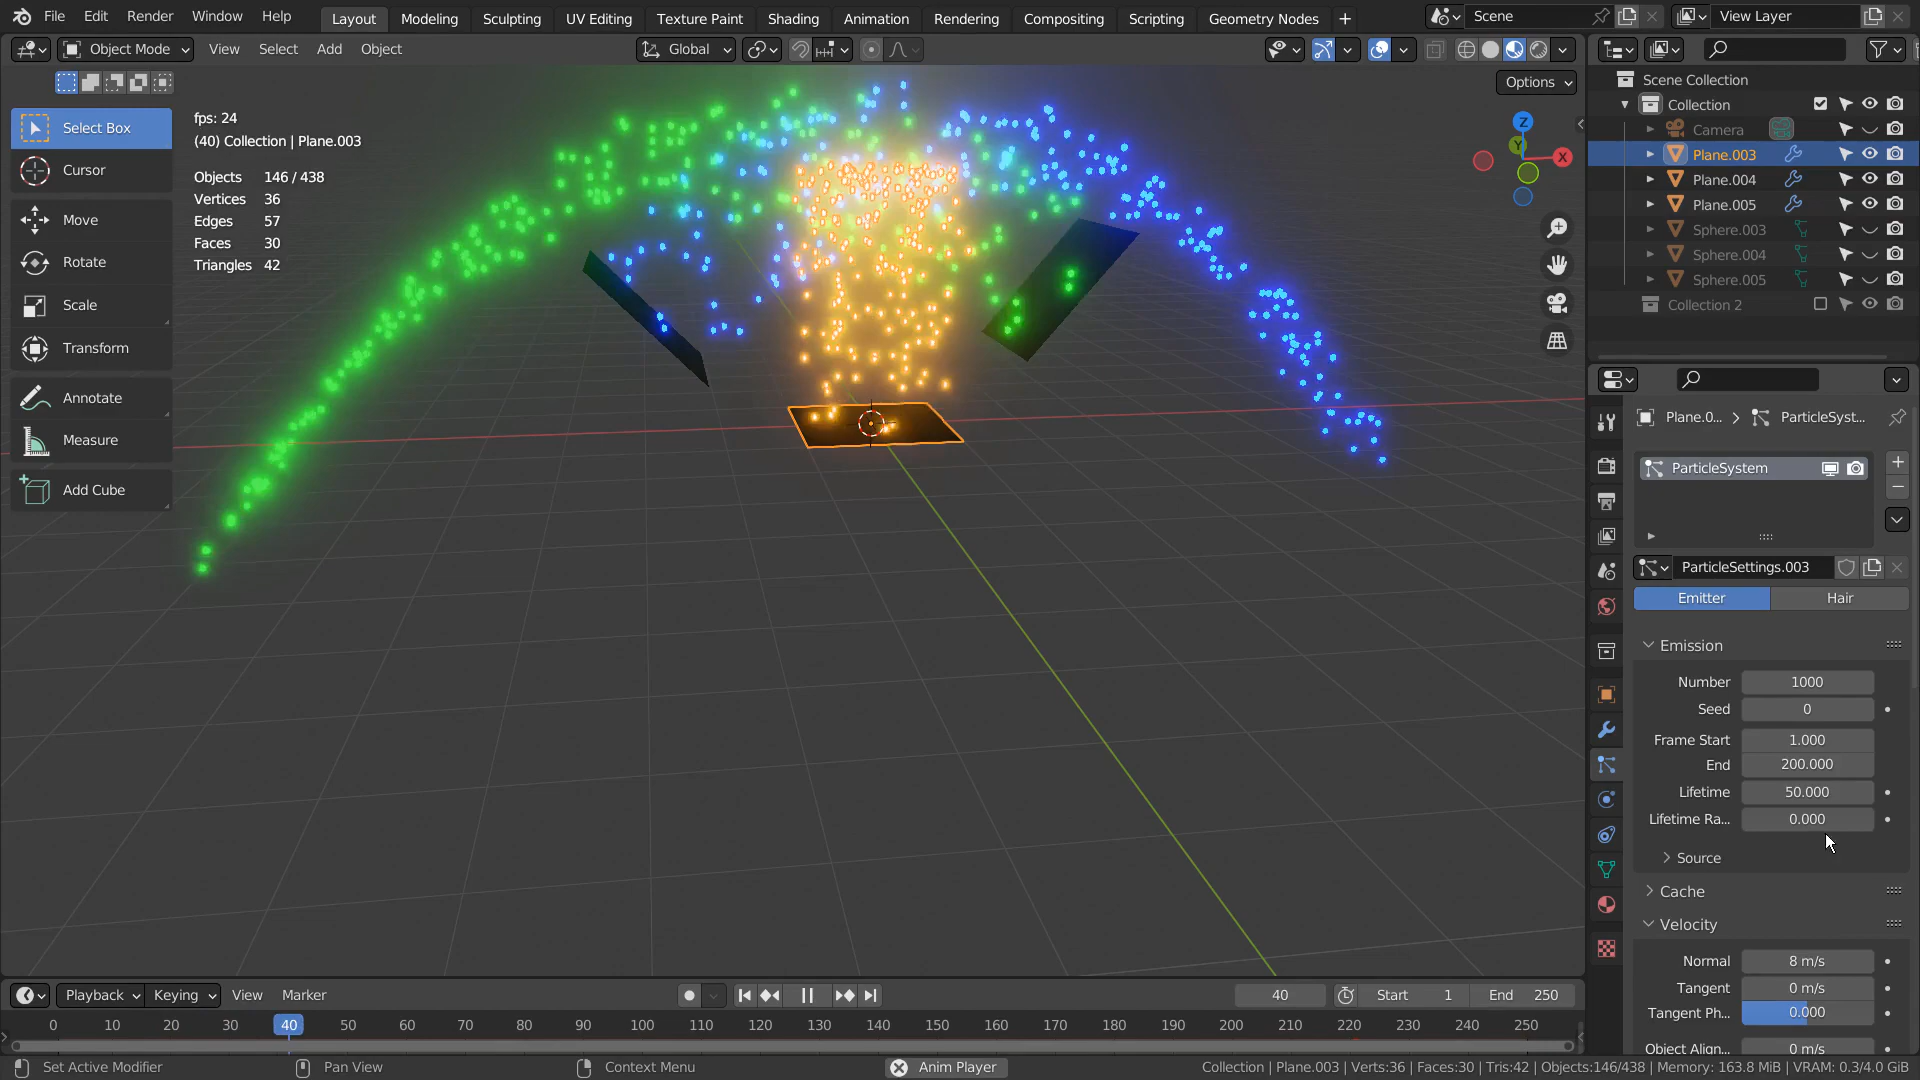 File Edit Render Window Help Layout Modeling Sculpting UV Editing Texture Paint Shading Animation Rendering Compositing Scripting Geometry Nodes + Scene View Layer
Object Mode View Select Add Object Global
Options
Select Box
Cursor
Move
Rotate
Scale
Transform
Annotate
Measure
Add Cube
fps: 24
(40) Collection | Plane.003
Objects 146 / 438
Vertices 36
Edges 57
Faces 30
Triangles 42
Z
Y
X
Scene Collection
Collection
Camera
Plane.003
Plane.004
Plane.005
Sphere.003
Sphere.004
Sphere.005
Collection 2
Plane.0... > ParticleSyst...
ParticleSystem
ParticleSettings.003
Emitter Hair
Emission
Number 1000
Seed 0
Frame Start 1.000
End 200.000
Lifetime 50.000
Lifetime Ra... 0.000
Source
Cache
Velocity
Normal 8 m/s
Tangent 0 m/s
Tangent Ph... 0.000
Object Align... 0 m/s
Playback Keying View Marker 40 Start 1 End 250
0 10 20 30 40 50 60 70 80 90 100 110 120 130 140 150 160 170 180 190 200 210 220 230 240 250
Set Active Modifier Pan View Context Menu Anim Player Collection | Plane.003 | Verts:36 | Faces:30 | Tris:42 | Objects:146/438 | Memory: 163.8 MiB | VRAM: 0.3/4.0 GiB